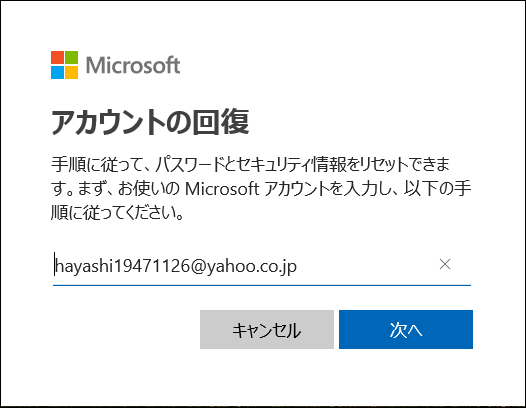 Microsoft
アカウントの回復
手順に従って、パスワードとセキュリティ情報をリセットできま
す。まず、お使いの Microsoft アカウントを入力し、以下の手
順に従ってください。
hayashi19471126@yahoo.co.jp
キャンセル
次へ